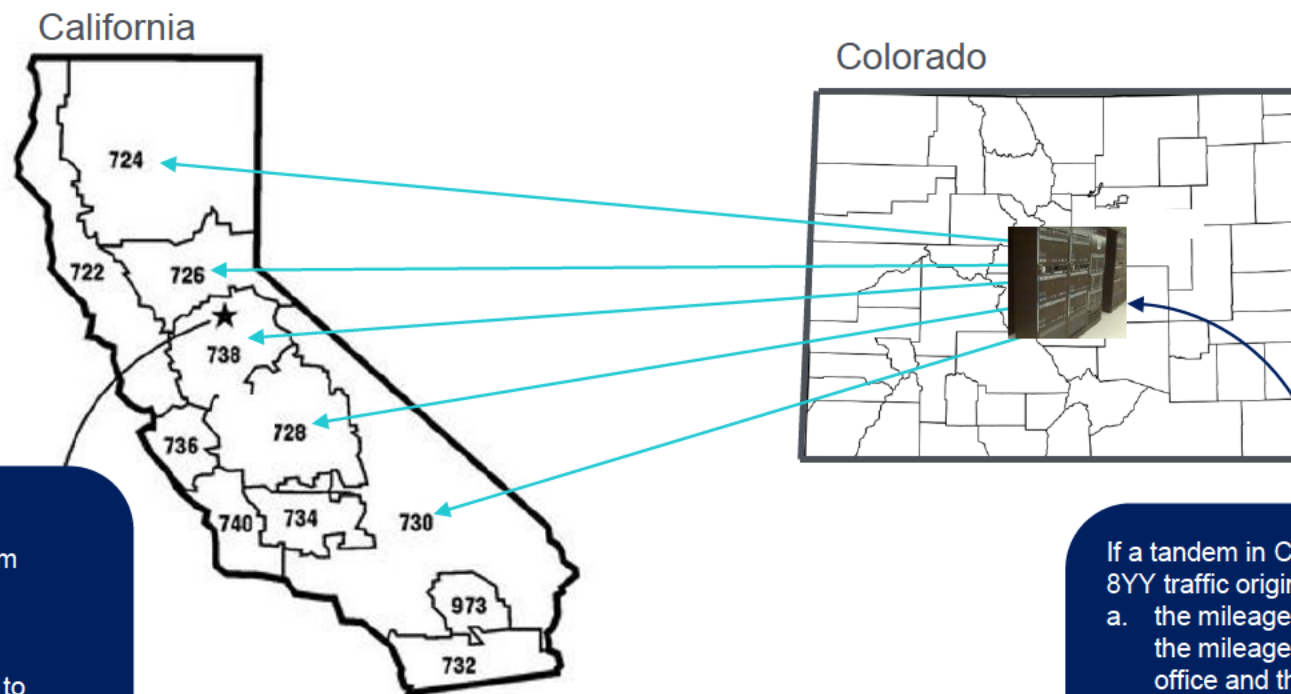 California
Colorado
724
722
726
738
728
736
740
734
730
973
732
m
to
If a tandem in C
8YY traffic origin
a. the mileage
the mileage
office and th